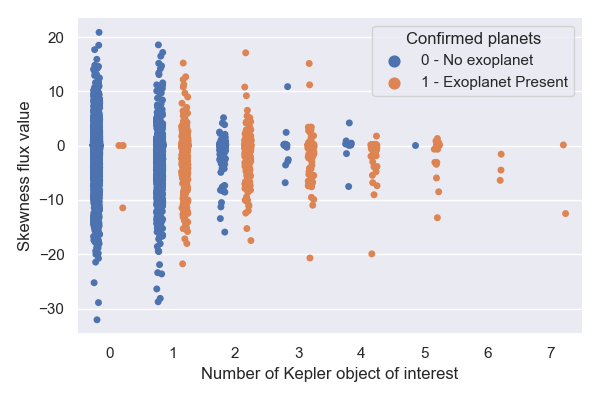 Confirmed planets
0 - No exoplanet
1 - Exoplanet Present
Skewness flux value
20
10
0
−10
−20
−30
0 1 2 3 4 5 6 7
Number of Kepler object of interest